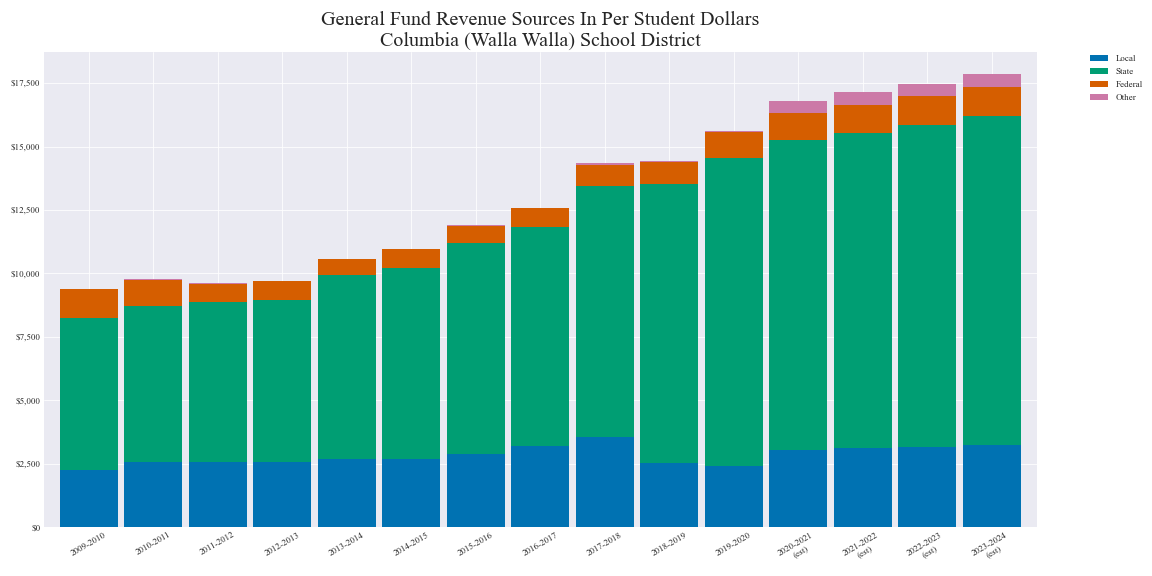 General Fund Revenue Sources In Per Student Dollars
Columbia (Walla Walla) School District
Local
State
Federal
Other
$17,500
$15,000
$12,500
$10,000
$7,500
$5,000
$2,500
$0
2009-2010
2010-2011
2011-2012
2012-2013
2013-2014
2014-2015
2015-2016
2016-2017
2017-2018
2018-2019
2019-2020
2020-2021
(est)
2021-2022
(est)
2022-2023
(est)
2023-2024
(est)